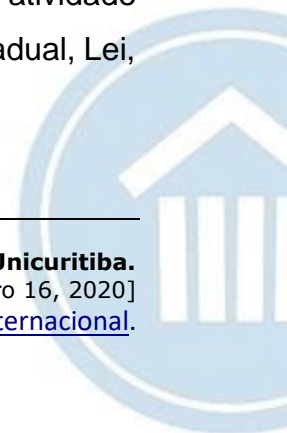 atividade
adual, Lei,
Unicuritiba.
ro 16, 2020]
ternacional.